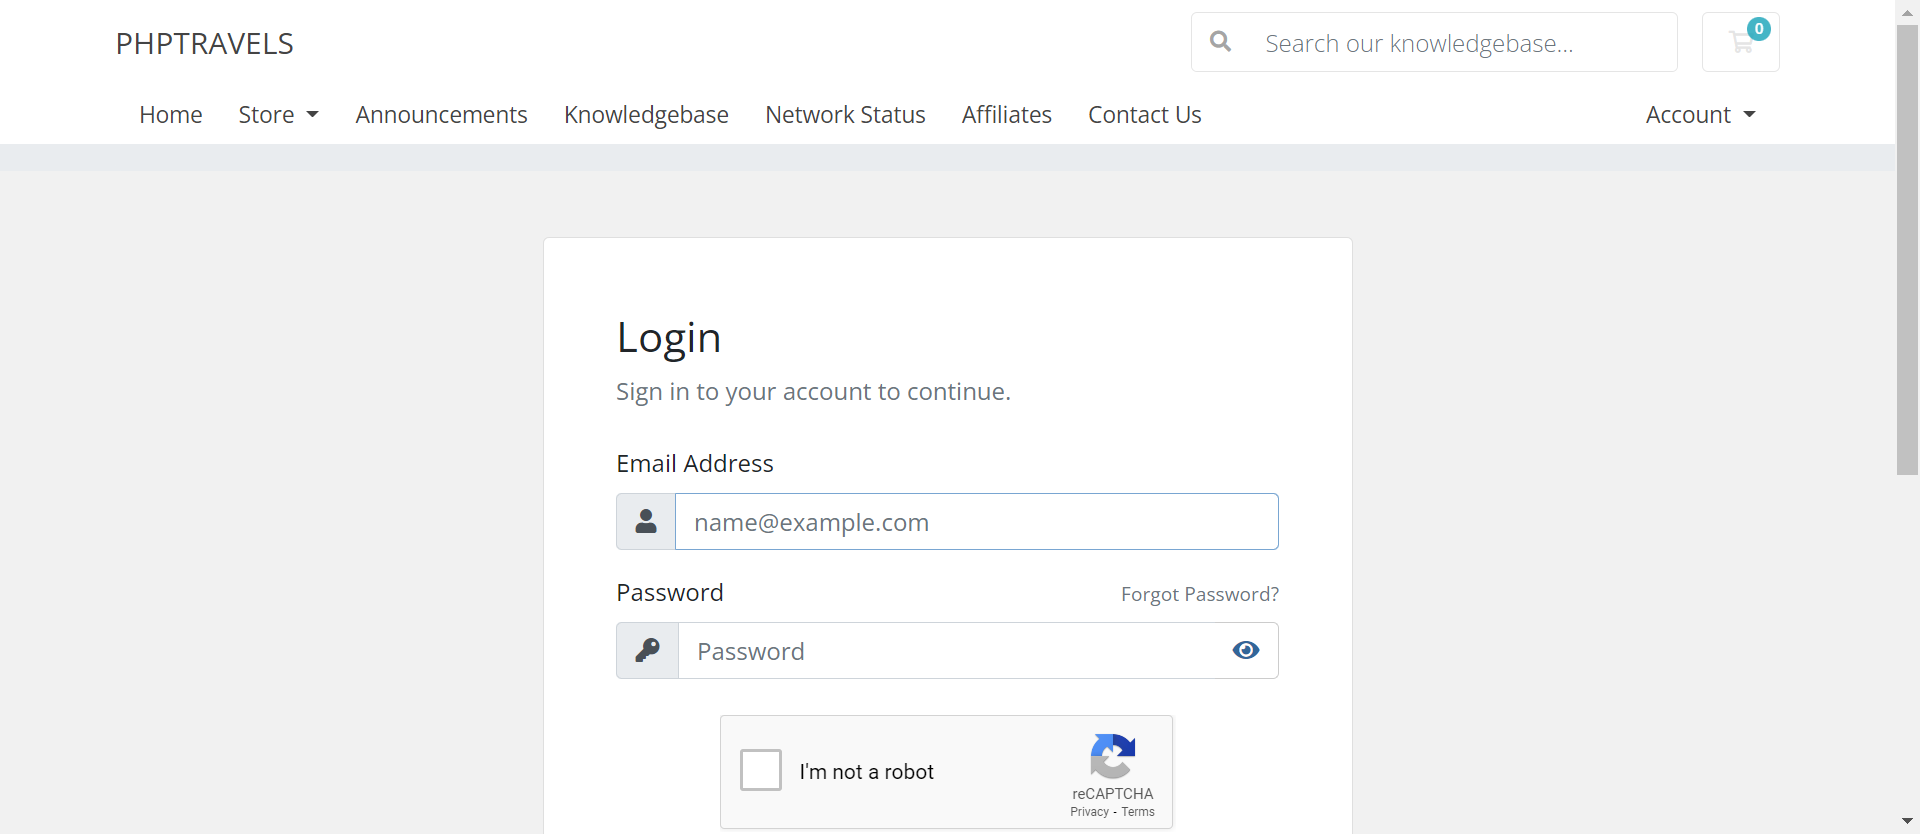 PHPTRAVELS
Search our knowledgebase...
0
Home Store Announcements Knowledgebase Network Status Affiliates Contact Us Account
Login
Sign in to your account to continue.
Email Address
name@example.com
Password Forgot Password?
Password
I'm not a robot
reCAPTCHA
Privacy - Terms